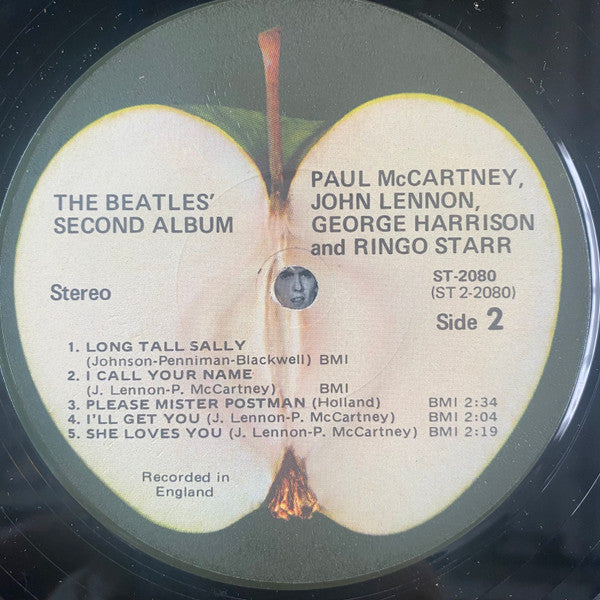 THE BEATLES'
SECOND ALBUM
PAUL McCARTNEY,
JOHN LENNON,
GEORGE HARRISON
and RINGO STARR
Stereo
ST-2080
(ST 2-2080)
Side 2
1. LONG TALL SALLY
(Johnson-Penniman-Blackwell) BMI
2. I CALL YOUR NAME
(J. Lennon-P. McCartney) BMI
3. PLEASE MISTER POSTMAN (Holland) BMI 2:34
4. I'LL GET YOU (J. Lennon-P. McCartney) BMI 2:04
5. SHE LOVES YOU (J. Lennon-P. McCartney) BMI 2:19
Recorded in
England